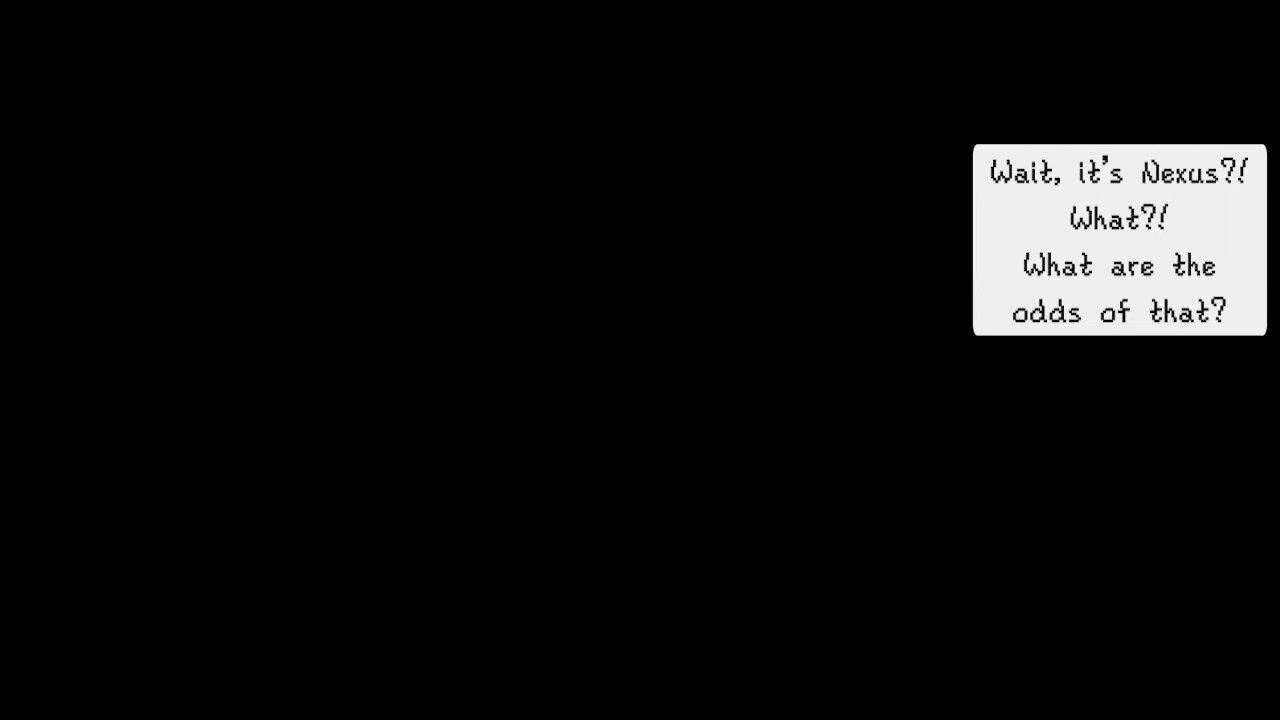 Wait, it's Nexus?!
What?!
What are the
odds of that?